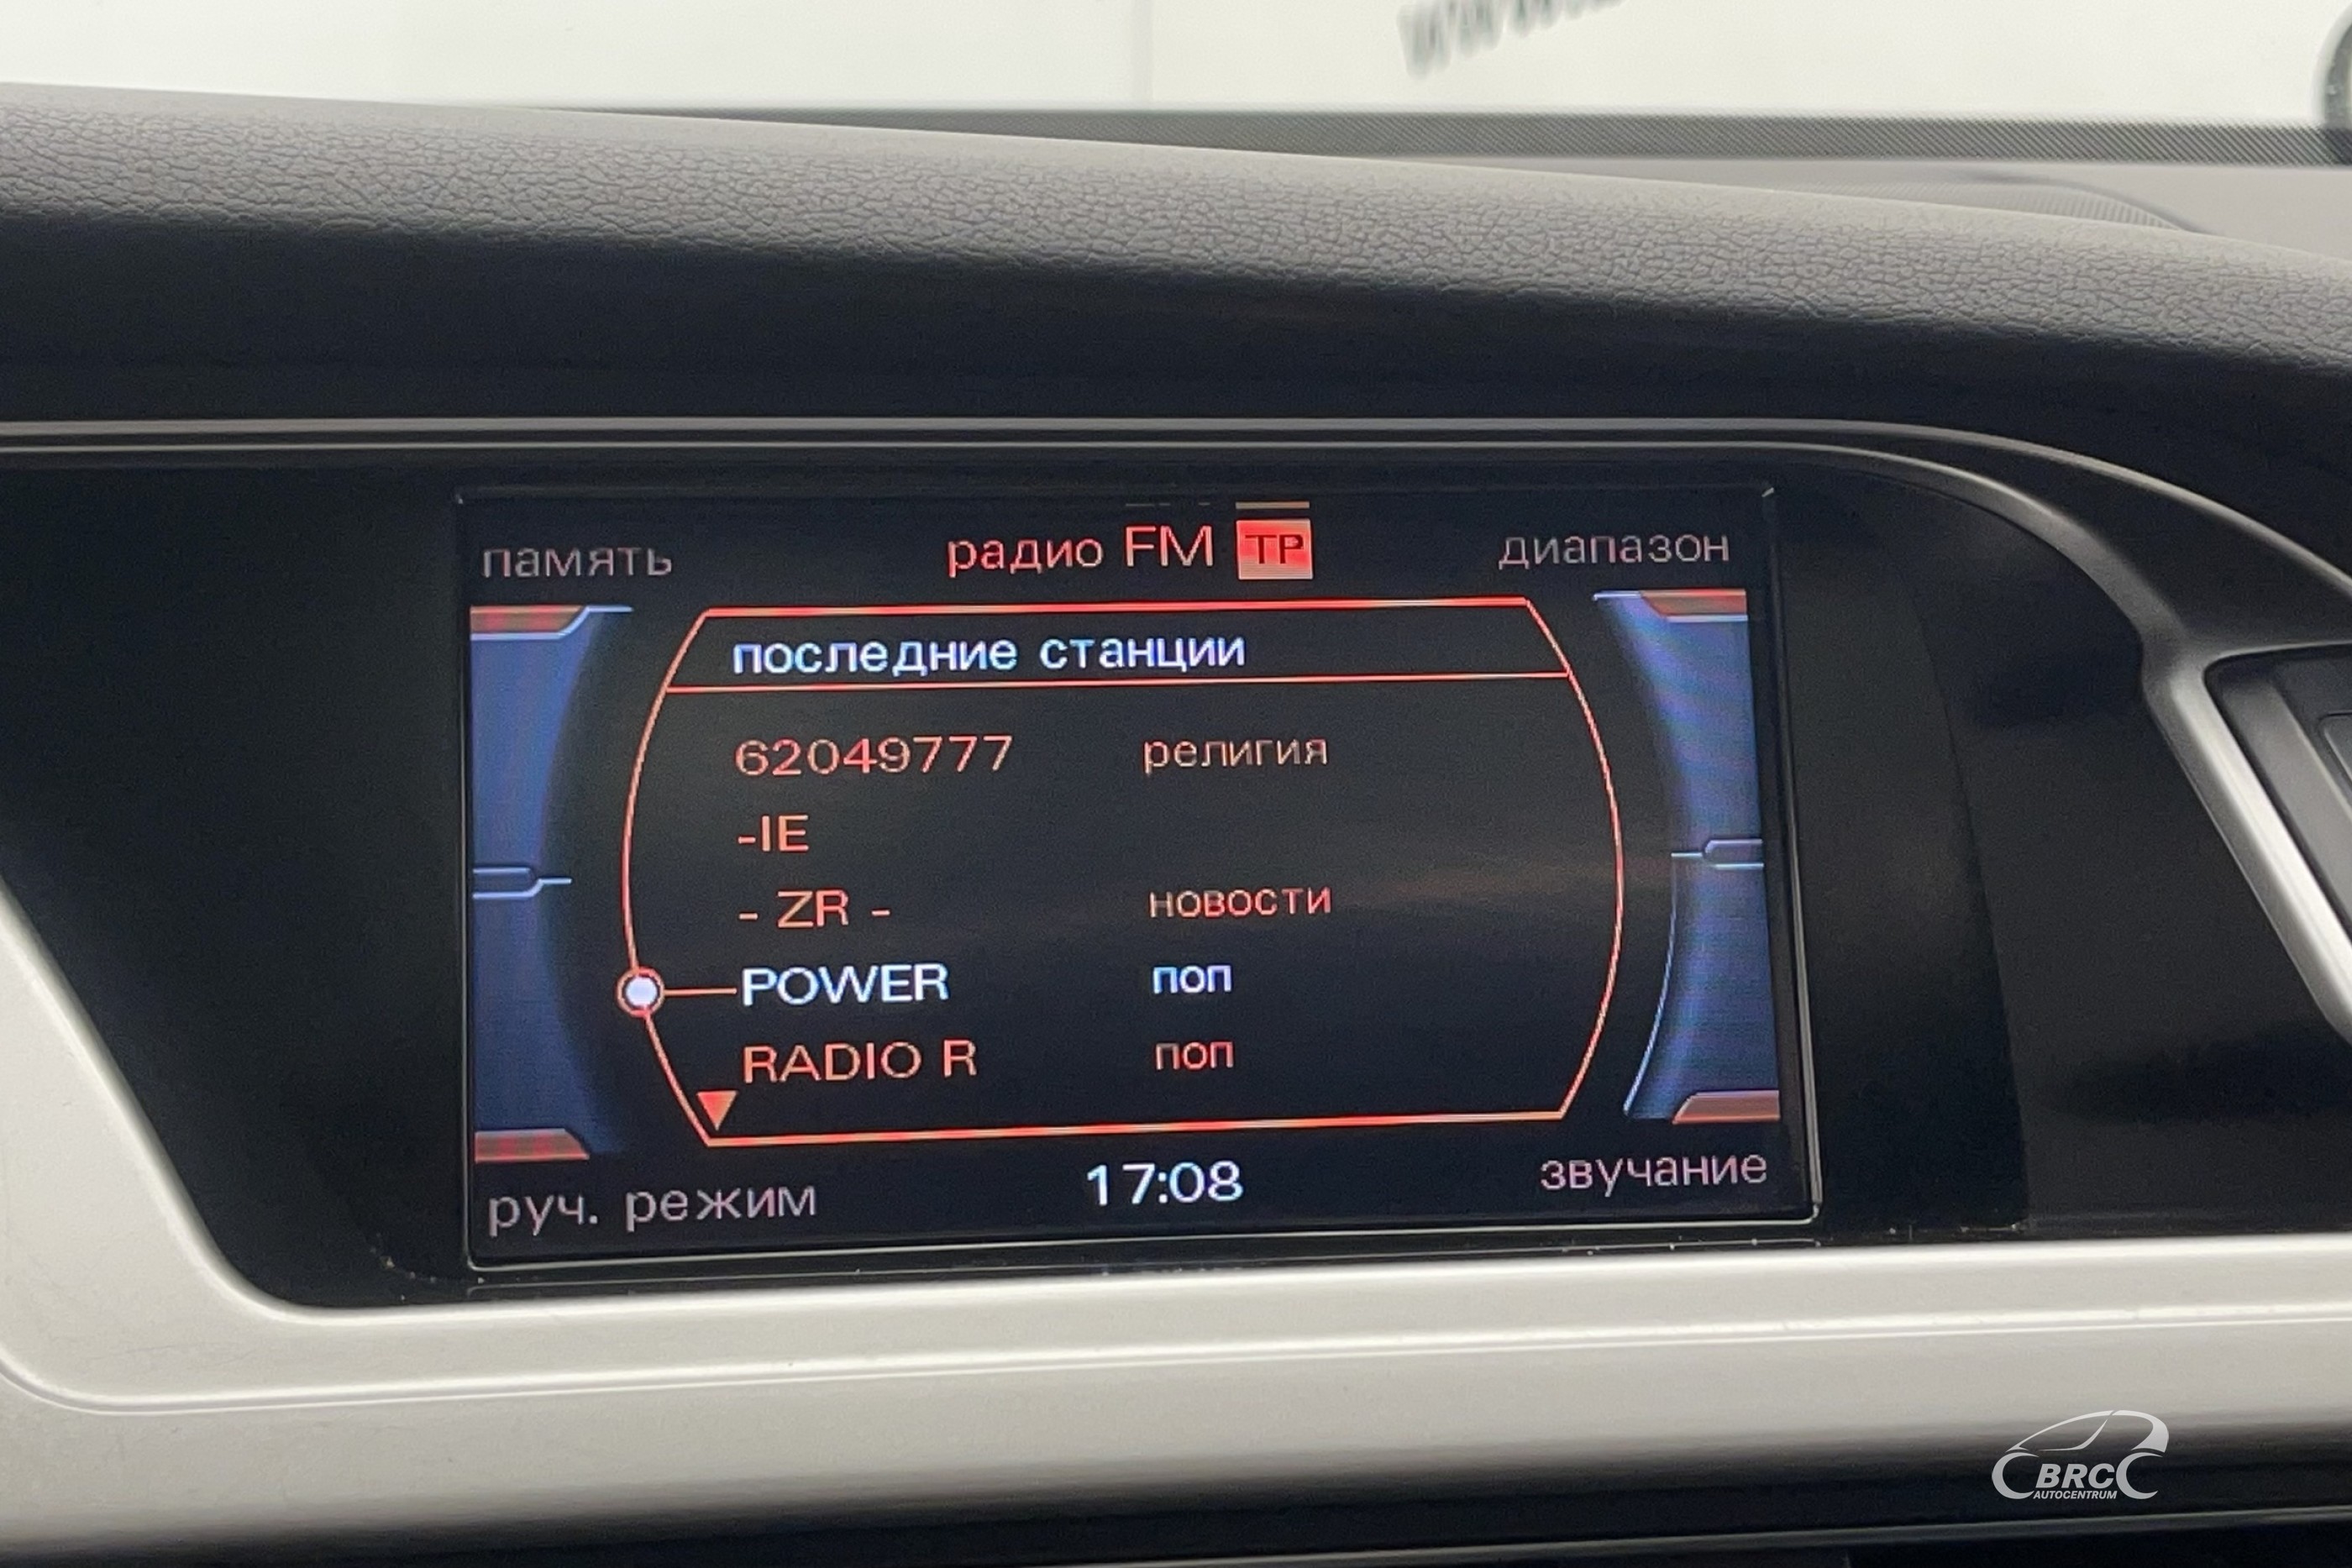 память
радио FM TP
диапазон
последние станции
62049777 религия
-IE
- ZR - новости
POWER поп
RADIO R поп
руч. режим
17:08
звучание
BRC
AUTOCENTRUM